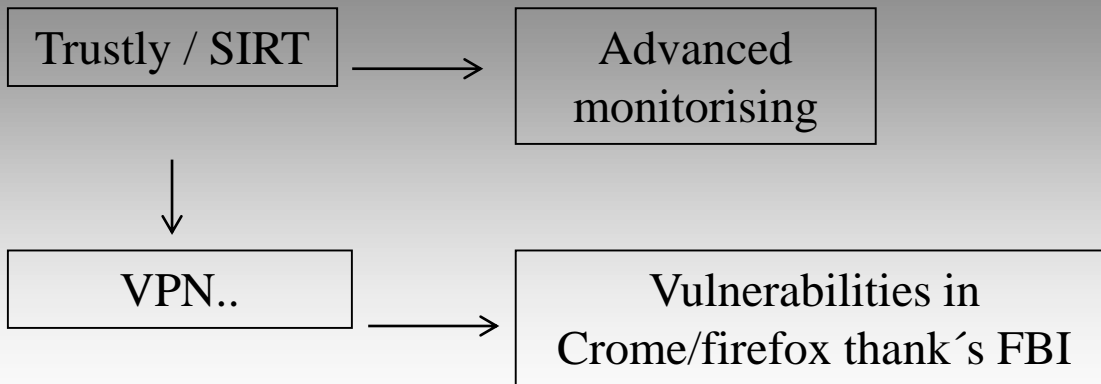 Trustly / SIRT
Advanced
monitorising
VPN..
Vulnerabilities in
Crome/firefox thank´s FBI